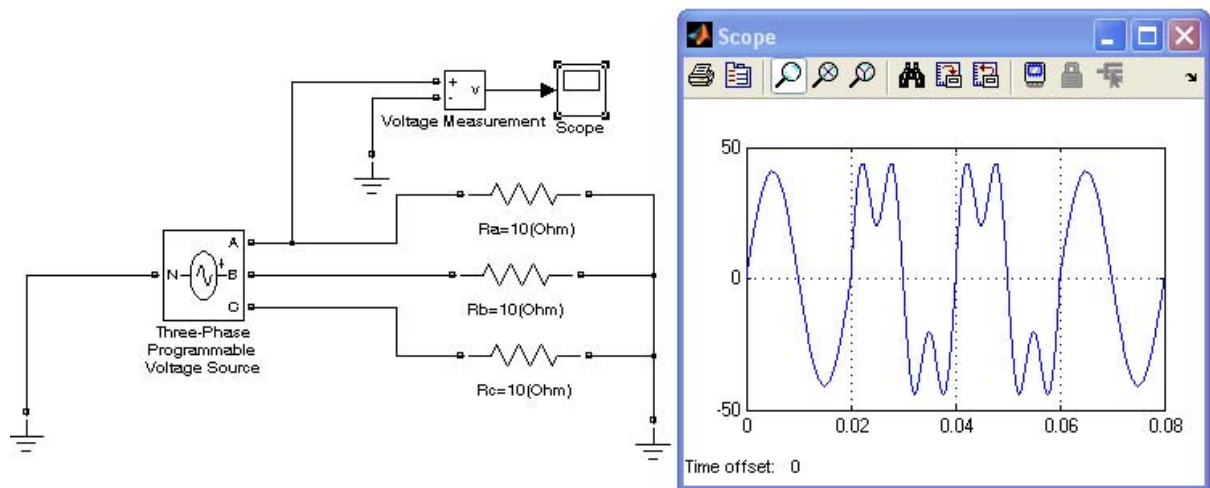 +
-
v
Voltage Measurement
Scope
Ra=10(Ohm)
A
N
B
C
Rb=10(Ohm)
Three-Phase
Programmable
Voltage Source
Rc=10(Ohm)
Scope
50
0
-50
0
0.02
0.04
0.06
0.08
Time offset: 0